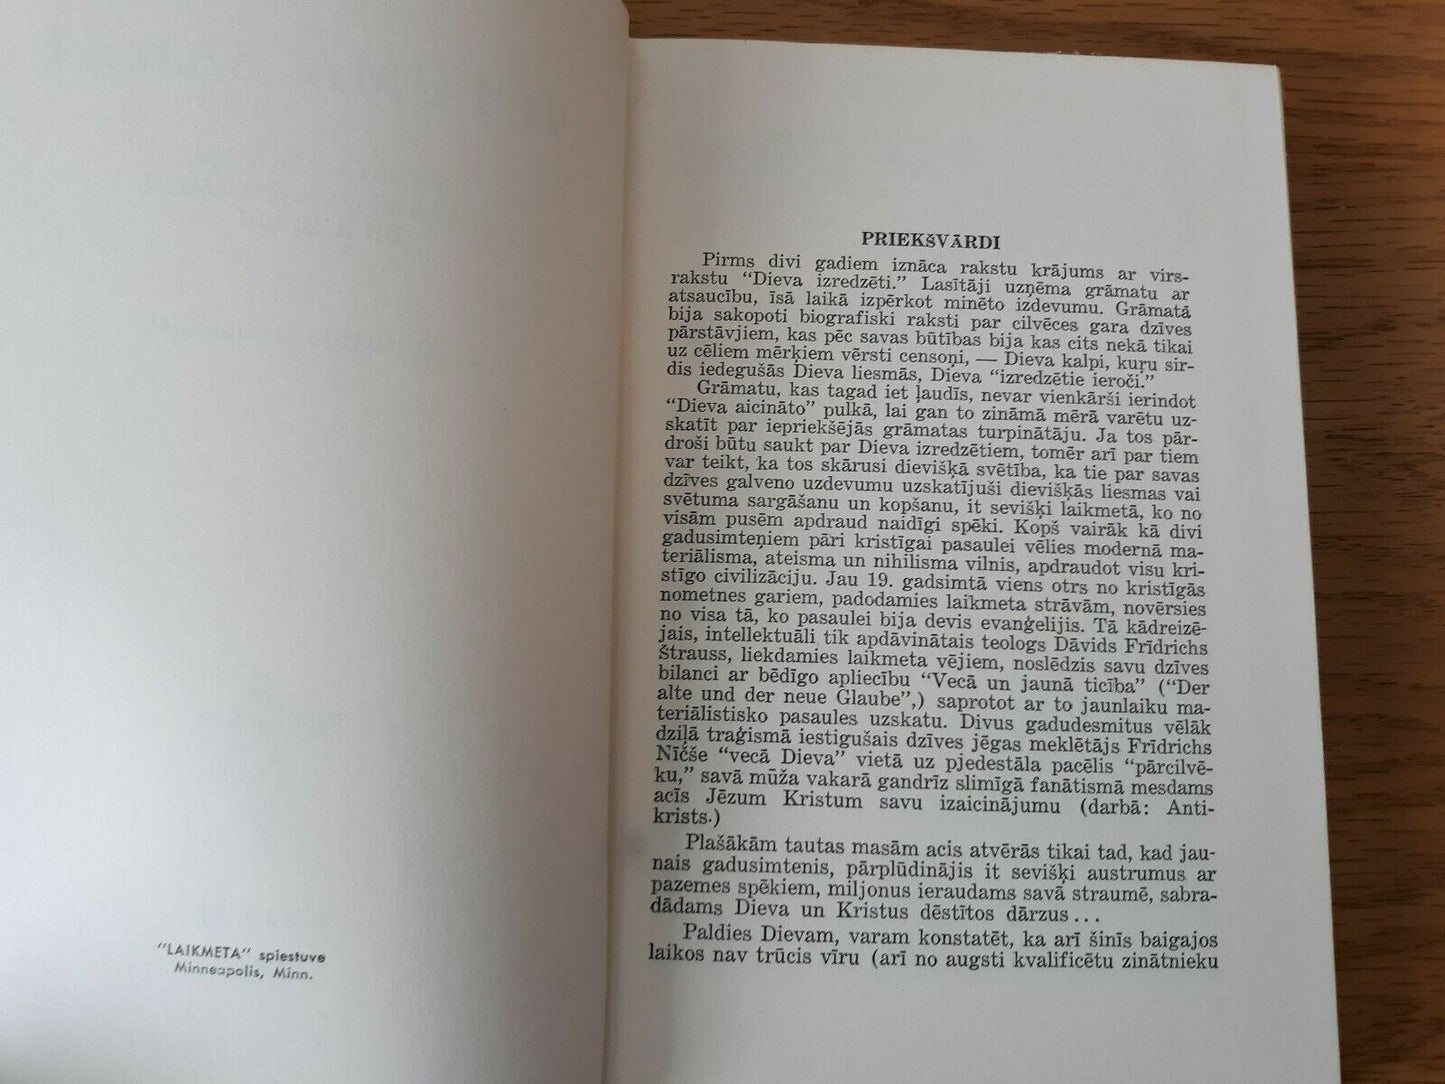 "LAIKMETA" spiestuve
Minneapolis, Minn.
PRIEKšVĀRDI
Pirms divi gadiem iznāca rakstu krājums ar virs-
rakstu “Dieva izredzēti.” Lasītāji uzņēma grāmatu ar
atsaucību, īsā laikā izpērkot minēto izdevumu. Grāmatā
bija sakopoti biografiski raksti par cilvēces gara dzīves
pārstāvjiem, kas pēc savas būtības bija kas cits nekā tikai
uz cēliem mērķiem vērsti censoņi, — Dieva kalpi, kuŗu sir-
dis iedegušās Dieva liesmās, Dieva “izredzētie ieroči.”
Grāmatu, kas tagad iet ļaudīs, nevar vienkārši ierindot
“Dieva aicināto” pulkā, lai gan to zināmā mērā varētu uz-
skatīt par iepriekšējās grāmatas turpinātāju. Ja tos pār-
droši būtu saukt par Dieva izredzētiem, tomēr arī par tiem
var teikt, ka tos skārusi dievišķā svētība, ka tie par savas
dzīves galveno uzdevumu uzskatījuši dievišķās liesmas vai
svētuma sargāšanu un kopšanu, it sevišķi laikmetā, ko no
visām pusēm apdraud naidīgi spēki. Kopš vairāk kā divi
gadusimteņiem pāri kristīgai pasaulei vēlies modernā ma-
teriālisma, ateisma un nihilisma vilnis, apdraudot visu kri-
stīgo civilizāciju. Jau 19. gadsimtā viens otrs no kristīgās
nometnes gariem, padodamies laikmeta strāvām, novērsies
no visa tā, ko pasaulei bija devis evaņģelijs. Tā kādreizē-
jais, intellektuāli tik apdāvinātais teologs Dāvids Frīdrichs
Štrauss, liekdamies laikmeta vējiem, noslēdzis savu dzīves
bilanci ar bēdīgo apliecību “Vecā un jaunā ticība” (“Der
alte und der neue Glaube”,) saprotot ar to jaunlaiku ma-
teriālistisko pasaules uzskatu. Divus gadudesmitus vēlāk
dziļā traģismā iestigušais dzīves jēgas meklētājs Frīdrichs
Nīčše “vecā Dieva” vietā uz pjedestāla pacēlis “pārcilvē-
ku,” savā mūža vakarā gandrīz slimīgā fanātismā mesdams
acīs Jēzum Kristum savu izaicinājumu (darbā: Anti-
krists.)
Plašākām tautas masām acis atvērās tikai tad, kad jau-
nais gadusimtenis, pārplūdinājis it sevišķi austrumus ar
pazemes spēkiem, miljonus ieraudams savā straumē, sabra-
dādams Dieva un Kristus dēstītos dārzus...
Paldies Dievam, varam konstatēt, ka arī šinīs baigajos
laikos nav trūcis vīru (arī no augsti kvalificētu zinātnieku